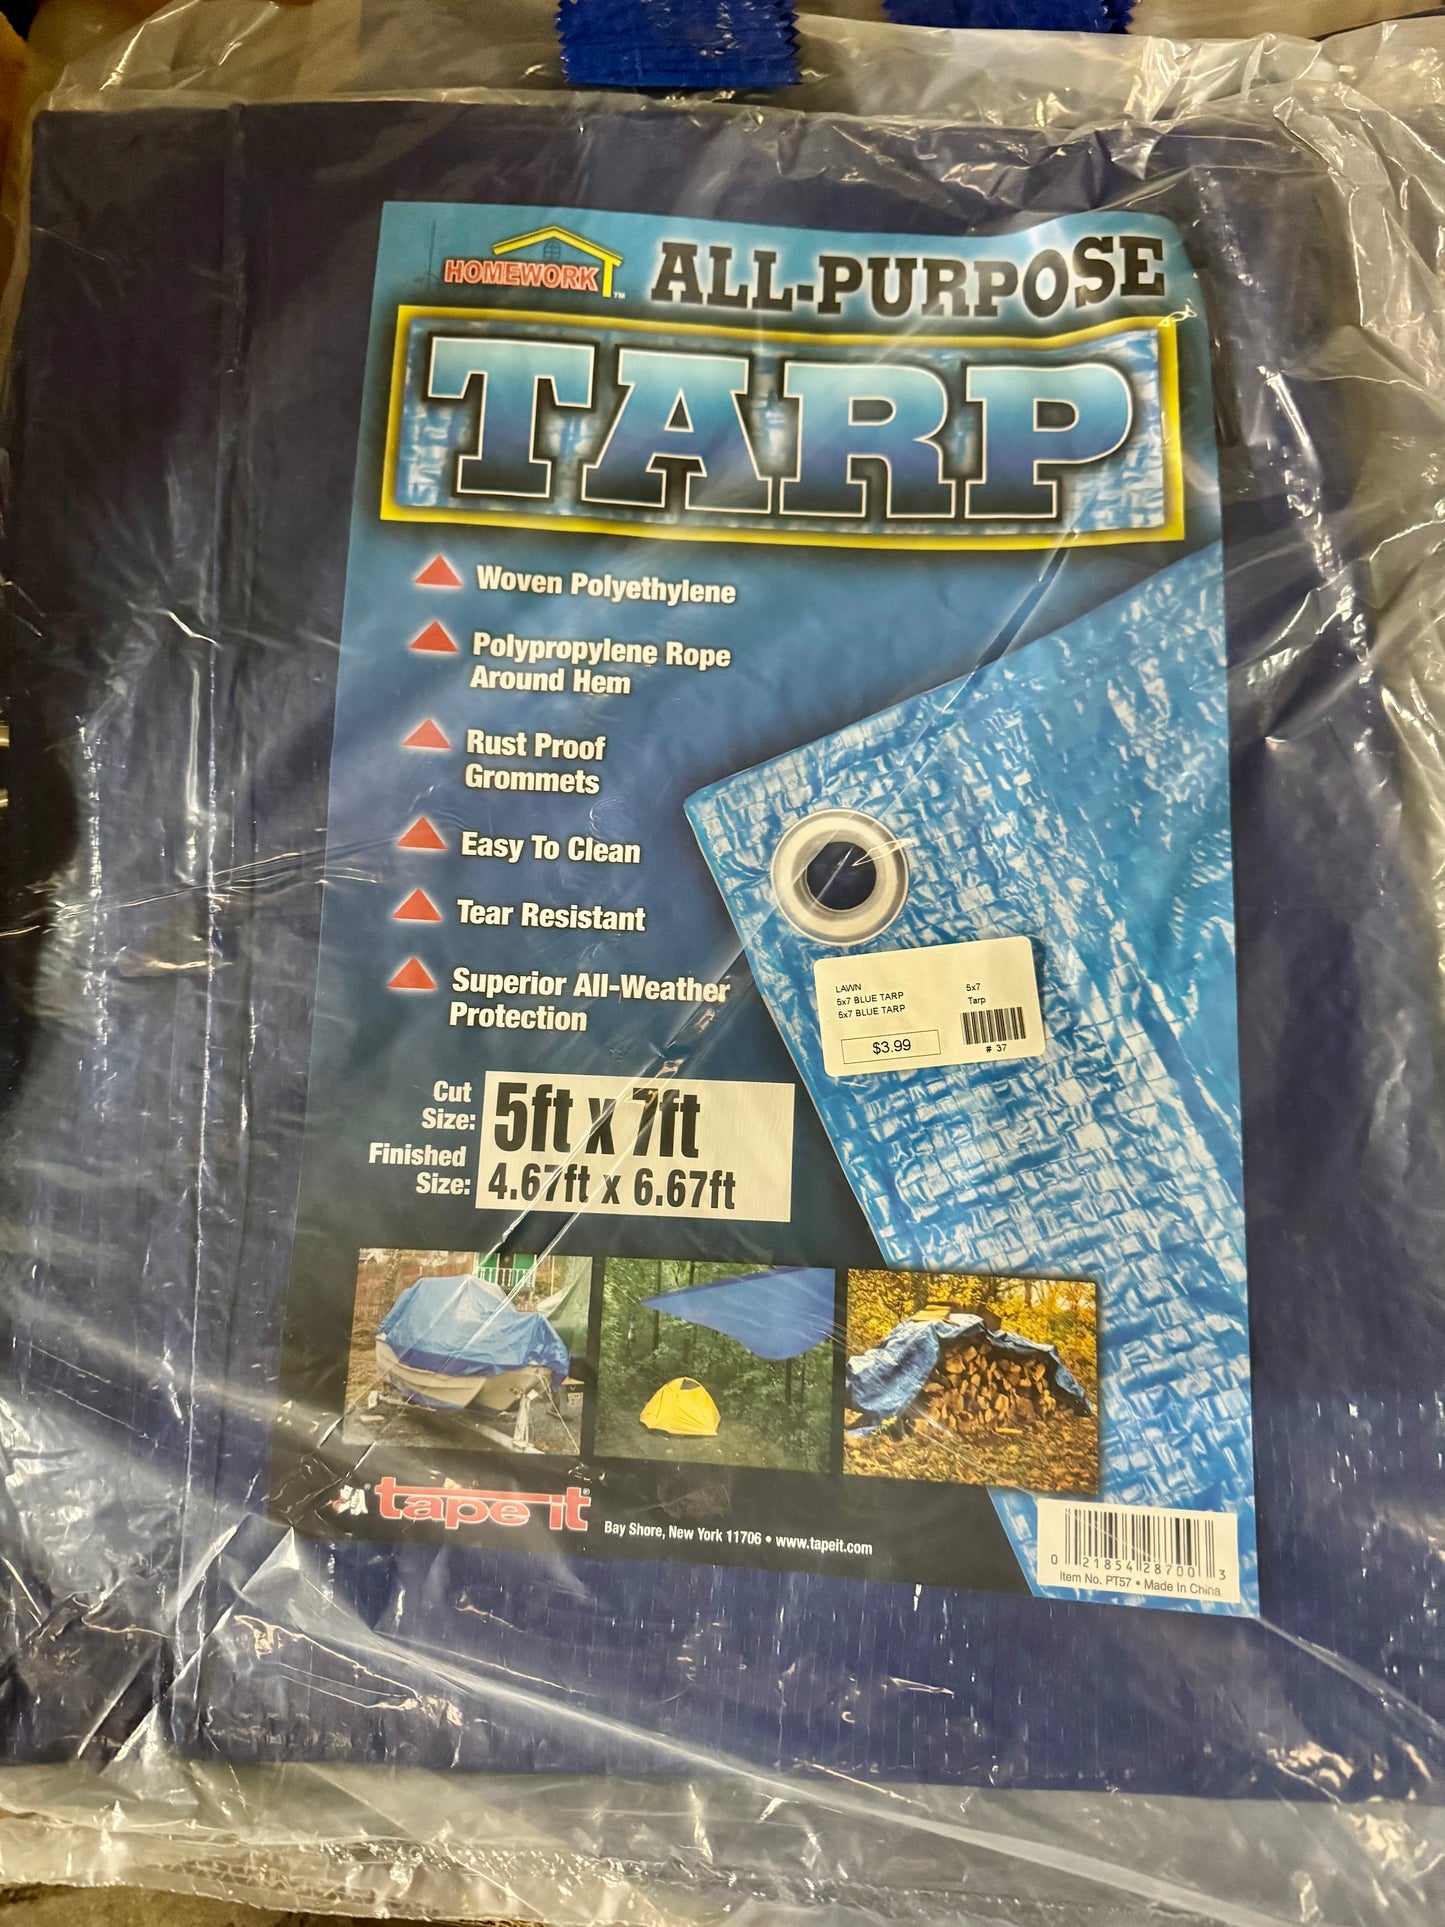 HOMEWORK™
ALL-PURPOSE
TARP
Woven Polyethylene
Polypropylene Rope
Around Hem
Rust Proof
Grommets
Easy To Clean
Tear Resistant
Superior All-Weather
Protection
LAWN
5x7 BLUE TARP
5x7 BLUE TARP
$3.99
5x7
Tarp
# 37
Cut
Size:
5ft x 7ft
Finished
Size:
4.67ft x 6.67ft
tape it®
Bay Shore, New York 11706 • www.tapeit.com
0 21854 28700 3
Item No. PT57 • Made In China